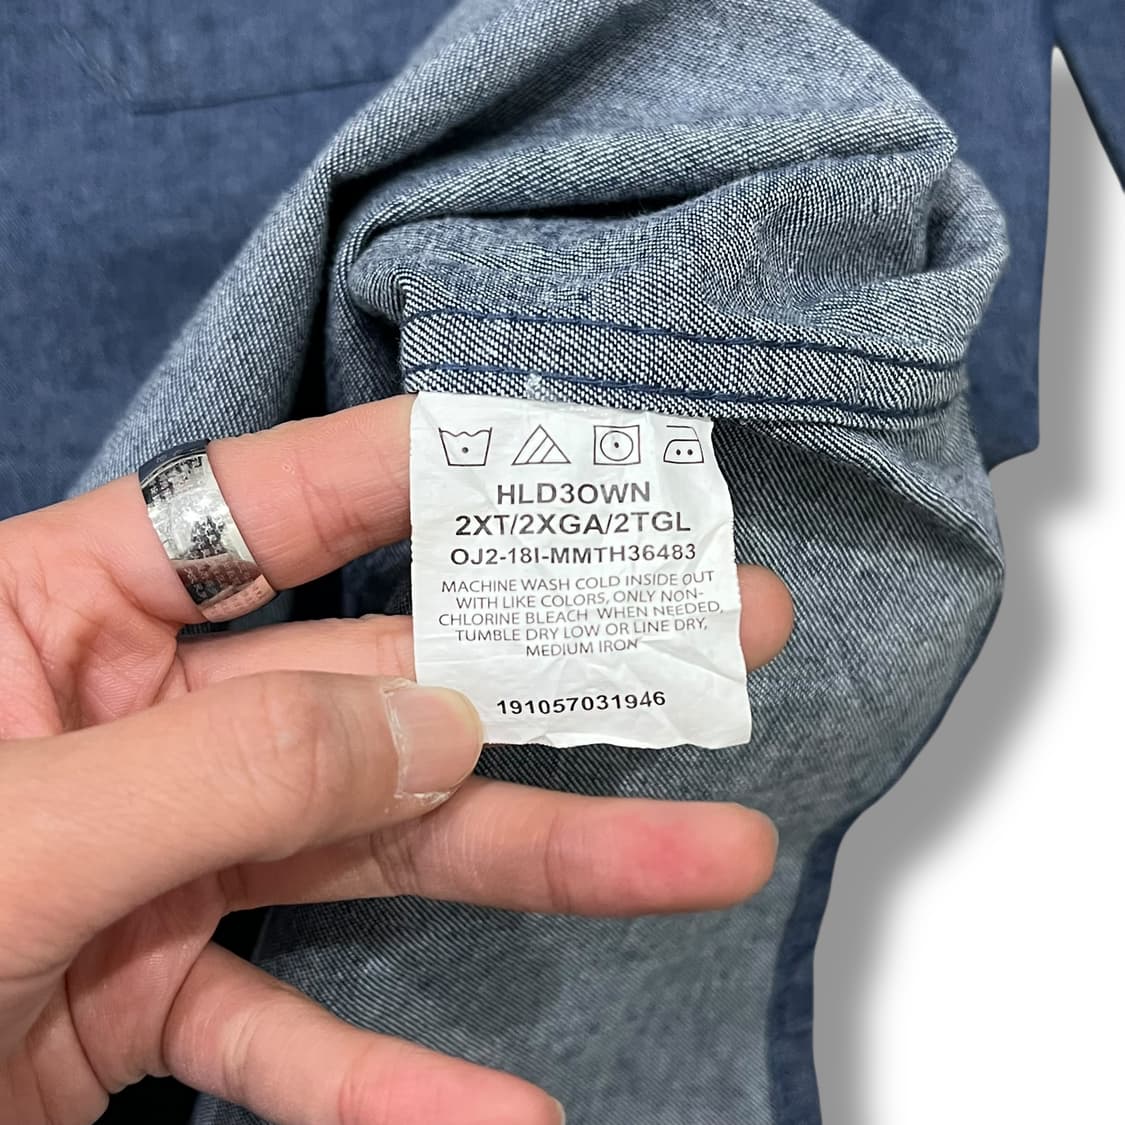 HLD3OWN
2XT/2XGA/2TGL
OJ2-18I-MMTH36483
MACHINE WASH COLD INSIDE OUT
WITH LIKE COLORS, ONLY NON-
CHLORINE BLEACH WHEN NEEDED,
TUMBLE DRY LOW OR LINE DRY,
MEDIUM IRON
191057031946